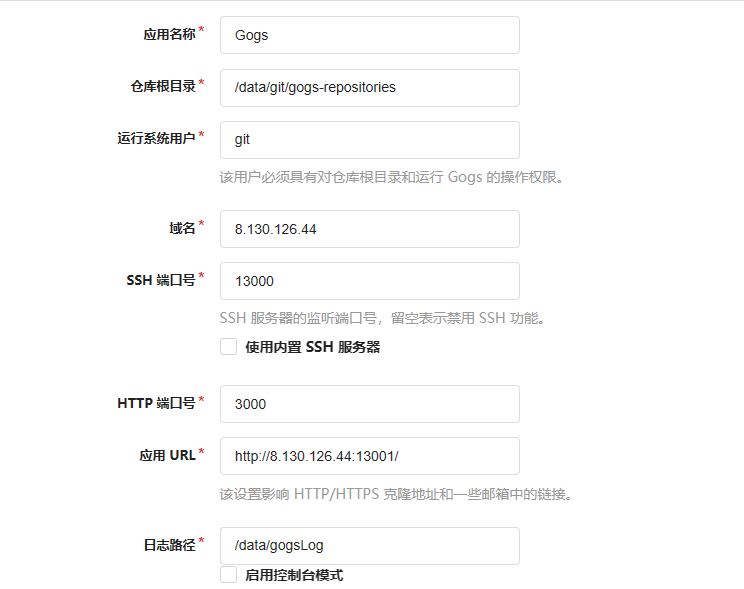 应用名称* Gogs
仓库根目录* /data/git/gogs-repositories
运行系统用户* git
该用户必须具有对仓库根目录和运行 Gogs 的操作权限。
域名* 8.130.126.44
SSH 端口号* 13000
SSH 服务器的监听端口号，留空表示禁用 SSH 功能。
使用内置 SSH 服务器
HTTP 端口号* 3000
应用 URL* http://8.130.126.44:13001/
该设置影响 HTTP/HTTPS 克隆地址和一些邮箱中的链接。
日志路径* /data/gogsLog
启用控制台模式